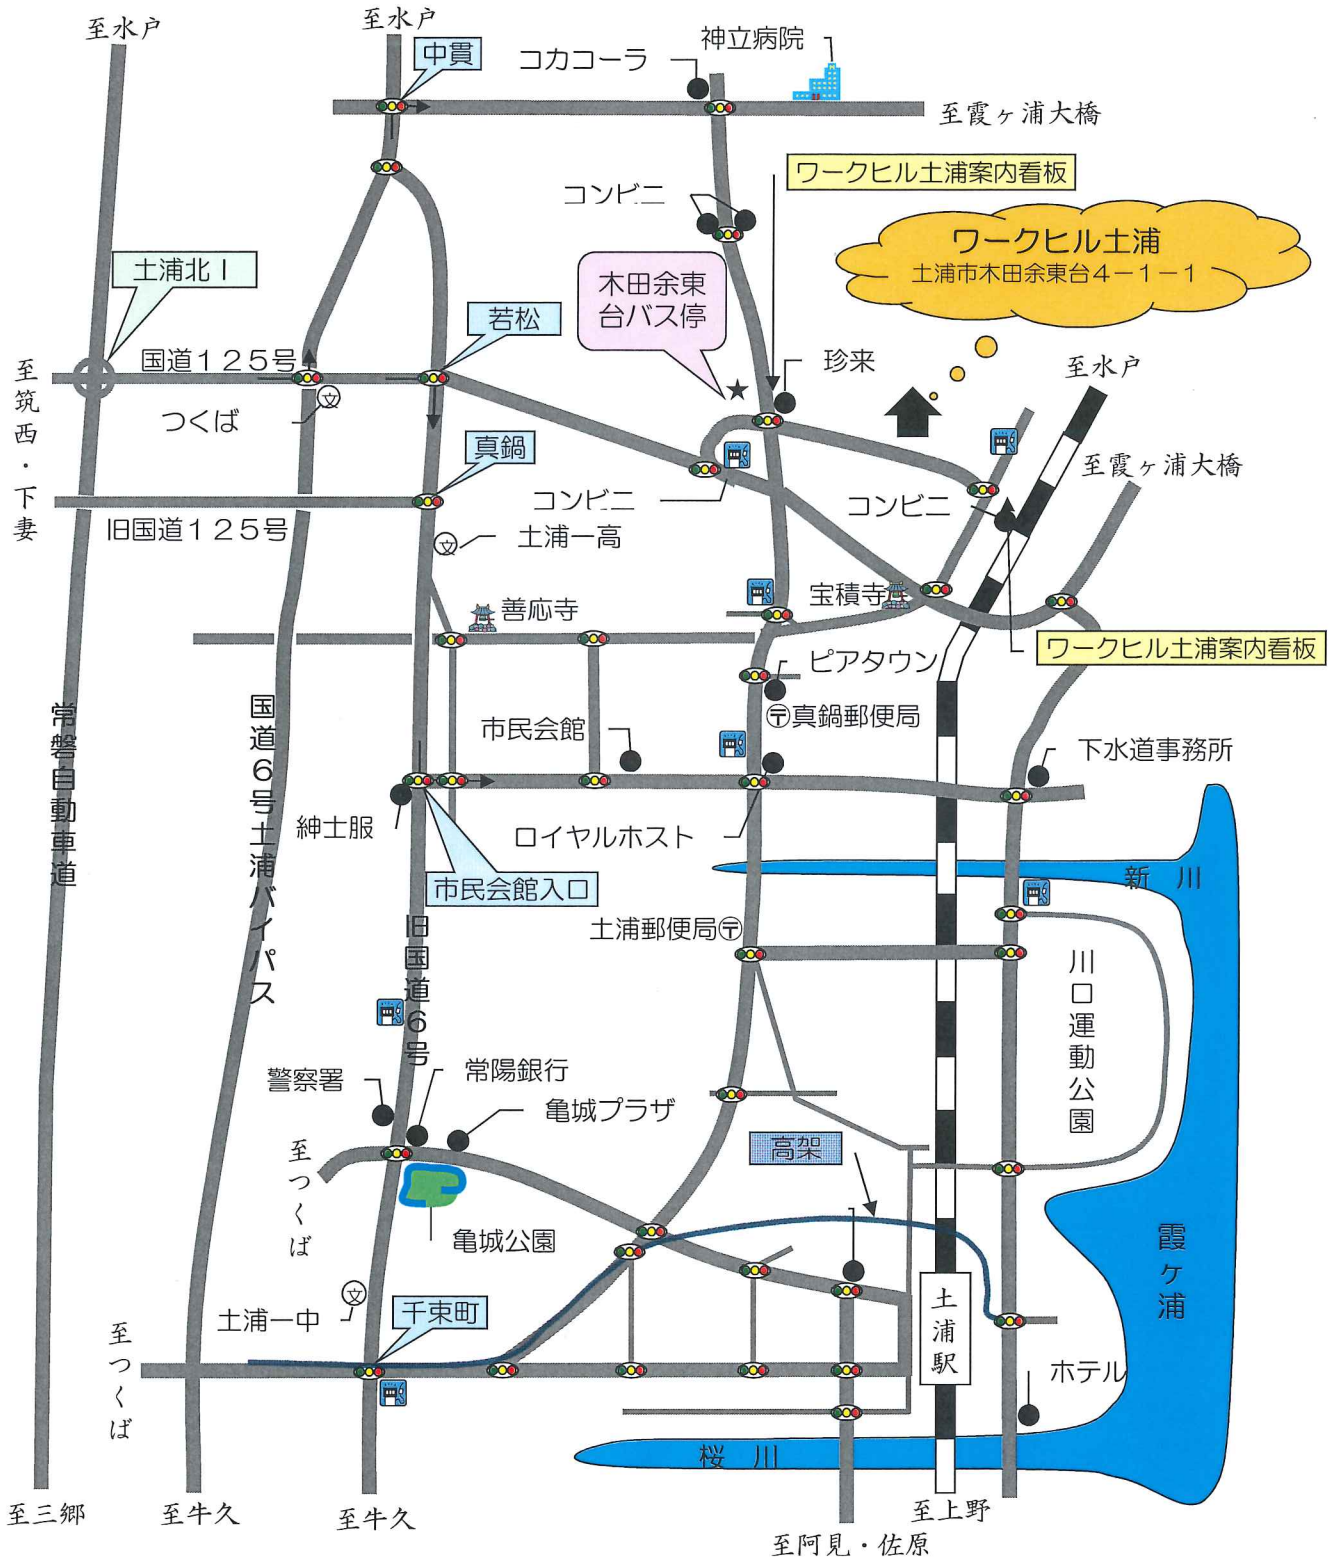 至水戸
至水戸
中貫
コカコーラ
神立病院
至霞ヶ浦大橋
ワークヒル土浦案内看板
コンビニ
ワークヒル土浦
土浦市木田余東台4-1-1
土浦北I
木田余東
台バス停
若松
国道125号
至筑西・下妻
つくば
文
珍来
至水戸
真鍋
至霞ヶ浦大橋
コンビニ
コンビニ
旧国道125号
文
土浦一高
宝積寺
善応寺
ワークヒル土浦案内看板
ピアタウン
〒真鍋郵便局
市民会館
下水道事務所
常磐自動車道
国道6号土浦バイパス
紳士服
ロイヤルホスト
市民会館入口
新川
旧国道6号
土浦郵便局〒
川口運動公園
警察署
常陽銀行
亀城プラザ
高架
至つくば
亀城公園
霞ヶ浦
土浦一中
文
千束町
土浦駅
至つくば
ホテル
桜川
至三郷
至牛久
至牛久
至上野
至阿見・佐原